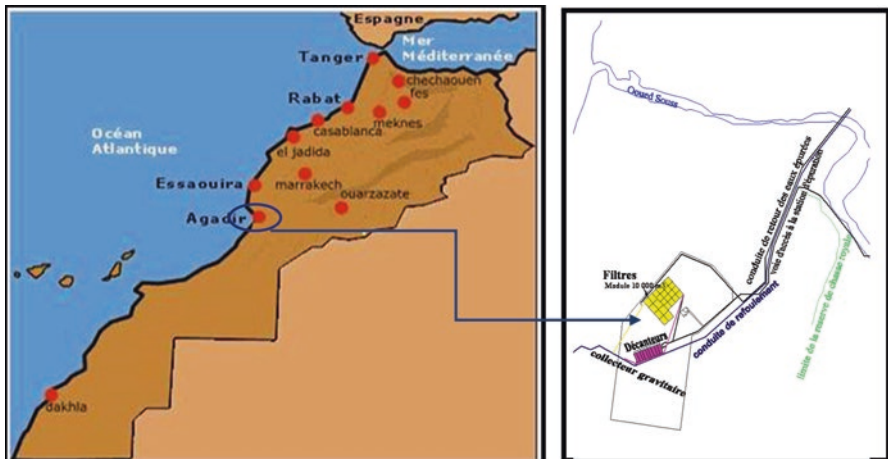 Espagne
Tanger
Mer
Méditerranée
chechaouen
fes
Rabat
meknes
casablanca
Océan
Atlantique
el jadida
Essaouira
marrakech
ouarzazate
Agadir
dakhla
Oued Souss
conduite de retour des eaux épurées
voie d'accès à la station d'épuration
Filtres
Module 10 000 m
limite de la reserve de chasse royale
Décanteurs
conduite de refoulement
collecteur gravitaire